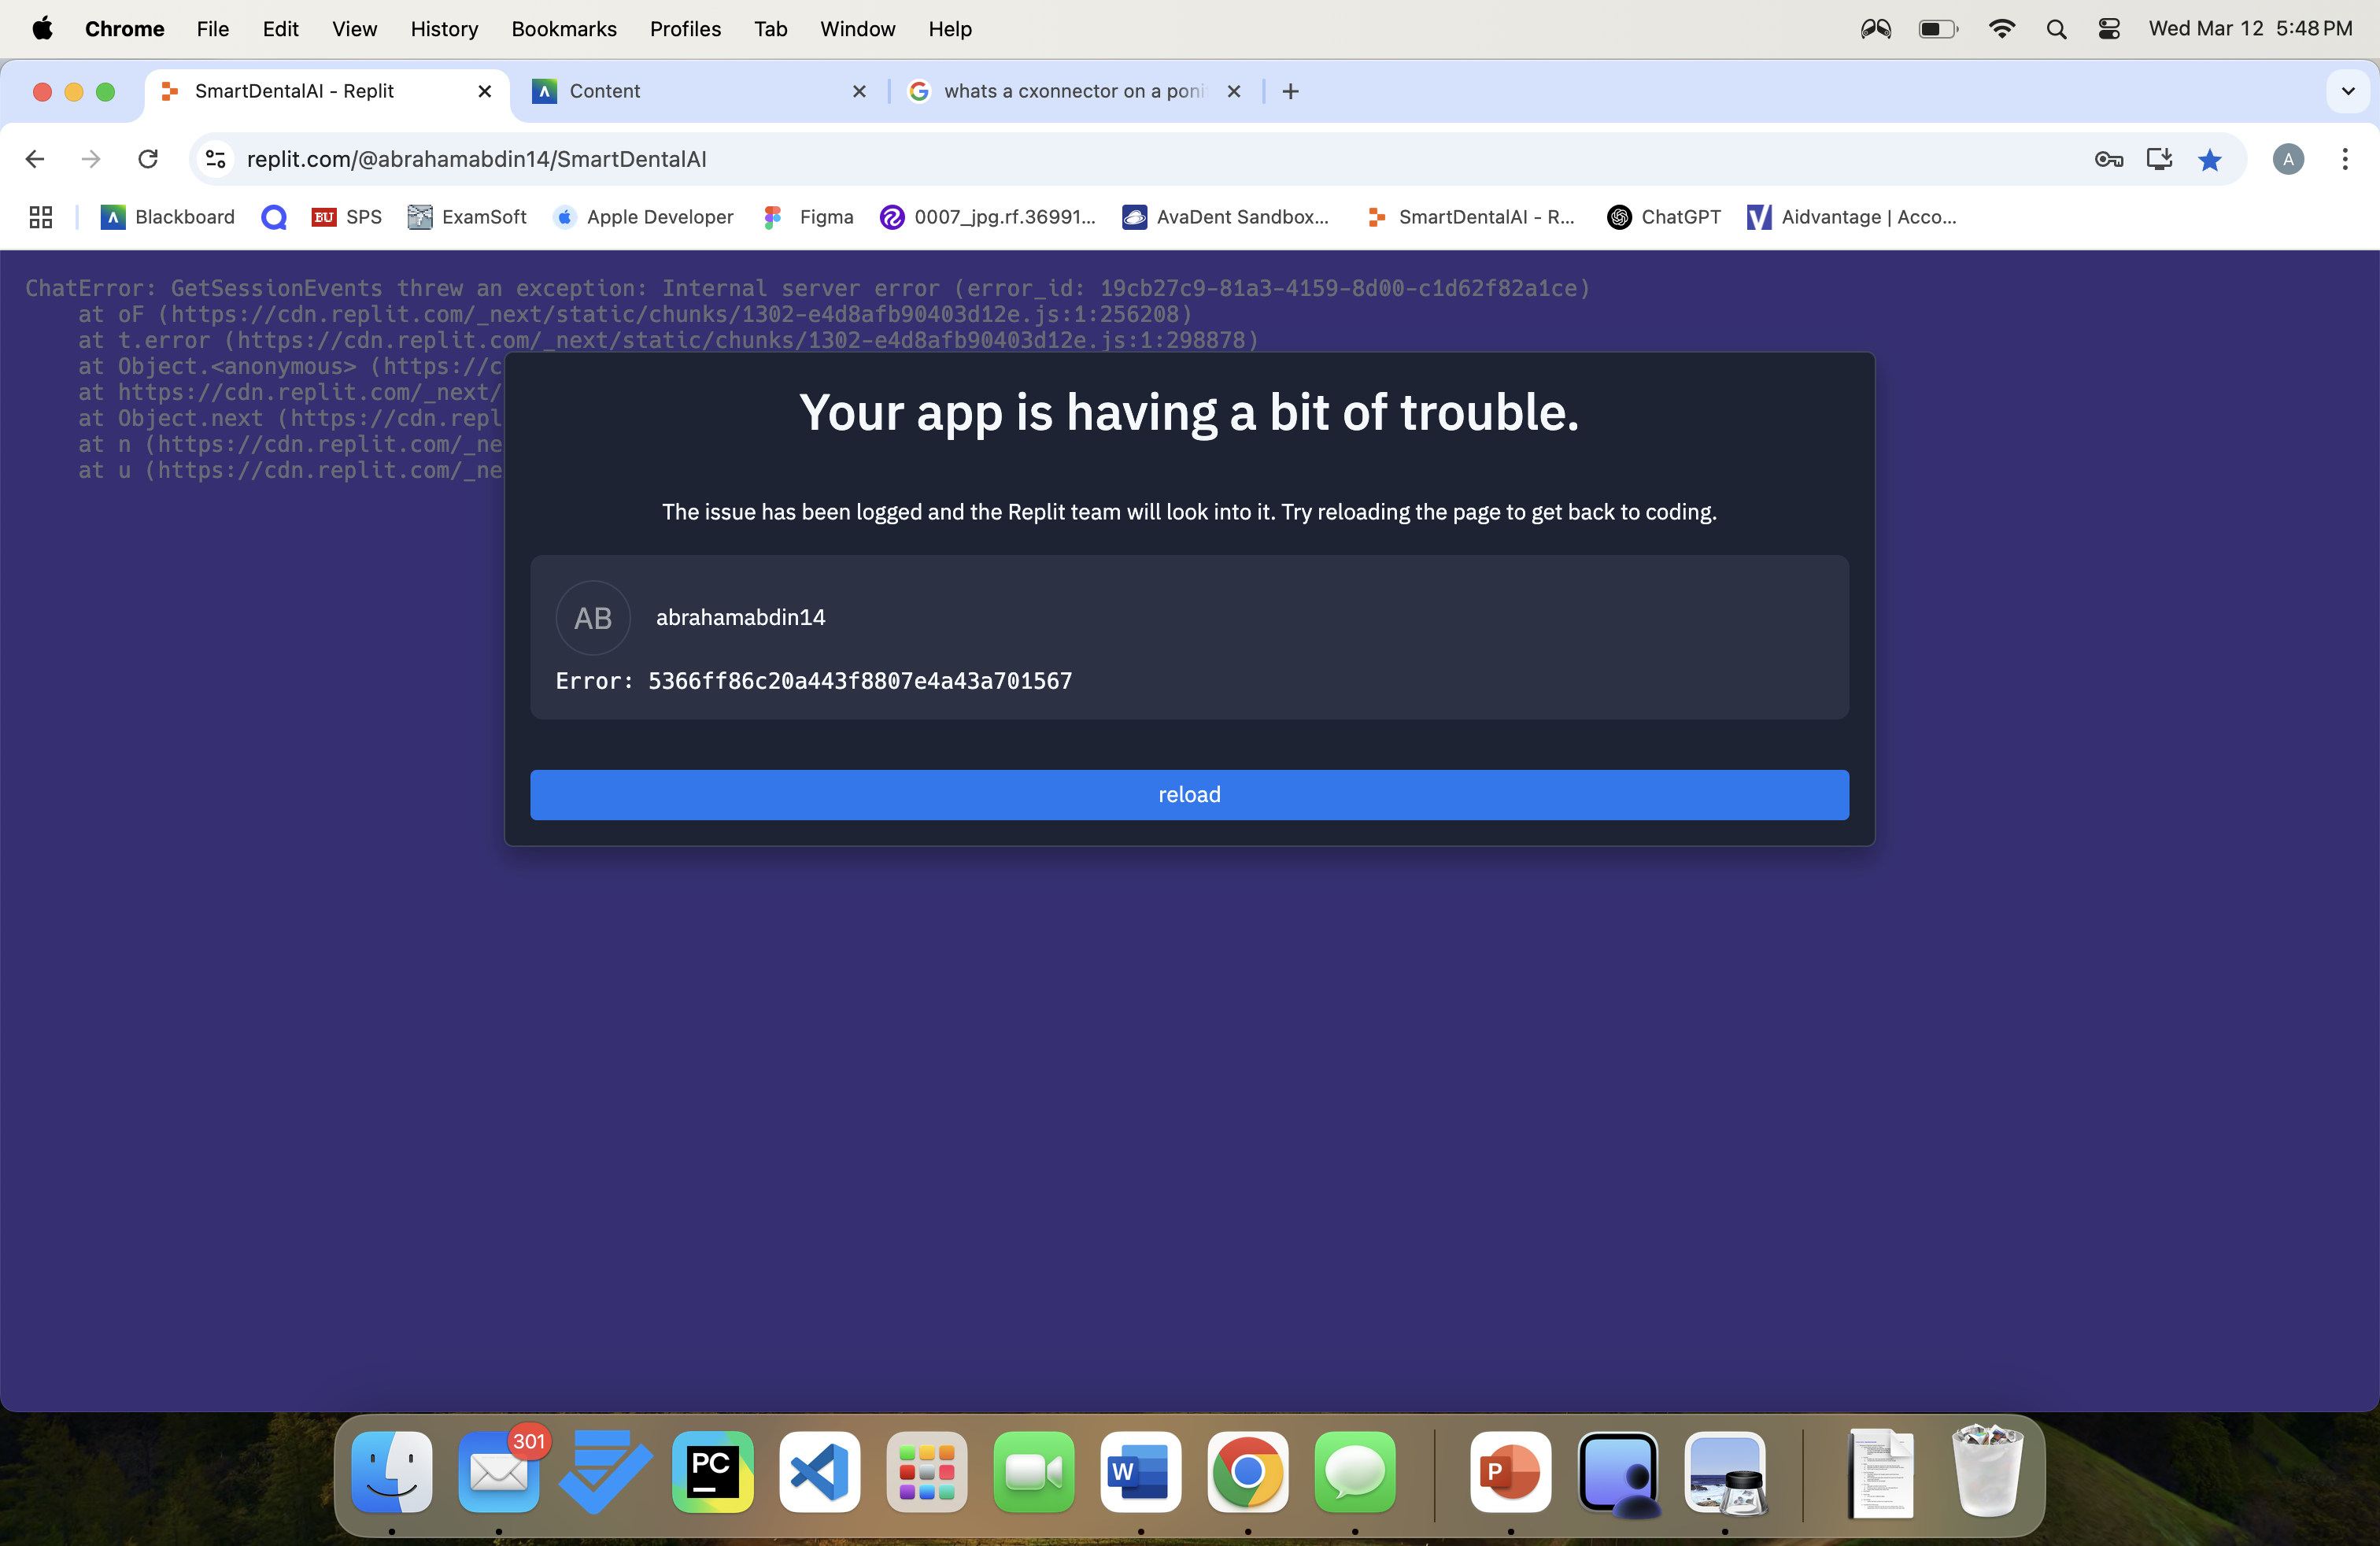 Chrome File Edit View History Bookmarks Profiles Tab Window Help Wed Mar 12 5:48 PM
SmartDentalAI - Replit Content whats a cxonnector on a poni
replit.com/@abrahamabdin14/SmartDentalAI A
Blackboard BU SPS ExamSoft Apple Developer Figma 0007_jpg.rf.36991... AvaDent Sandbox... SmartDentalAI - R... ChatGPT Aidvantage | Acco...
ChatError: GetSessionEvents threw an exception: Internal server error (error_id: 19cb27c9-81a3-4159-8d00-c1d62f82a1ce)
at oF (https://cdn.replit.com/_next/static/chunks/1302-e4d8afb90403d12e.js:1:256208)
at t.error (https://cdn.replit.com/_next/static/chunks/1302-e4d8afb90403d12e.js:1:298878)
at Object.<anonymous> (https://c
at https://cdn.replit.com/_next/
at Object.next (https://cdn.repl
at n (https://cdn.replit.com/_ne
at u (https://cdn.replit.com/_ne
Your app is having a bit of trouble.
The issue has been logged and the Replit team will look into it. Try reloading the page to get back to coding.
AB abrahamabdin14
Error: 5366ff86c20a443f8807e4a43a701567
reload
301
PC
W
P